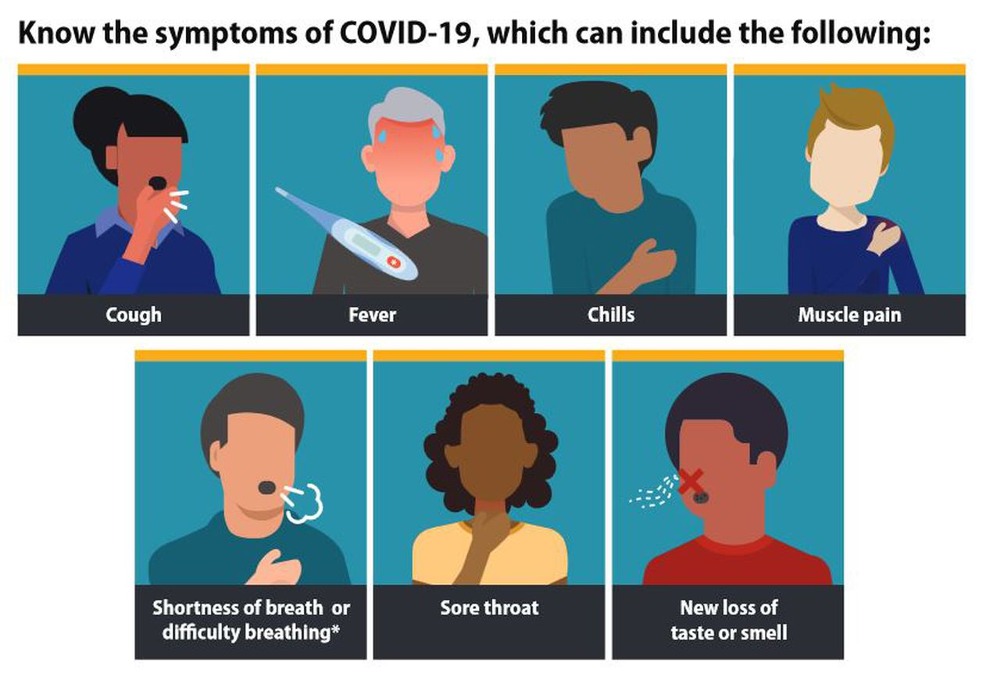 Know the symptoms of COVID-19, which can include the following:
Cough
Fever
Chills
Muscle pain
Shortness of breath or
difficulty breathing*
Sore throat
New loss of
taste or smell